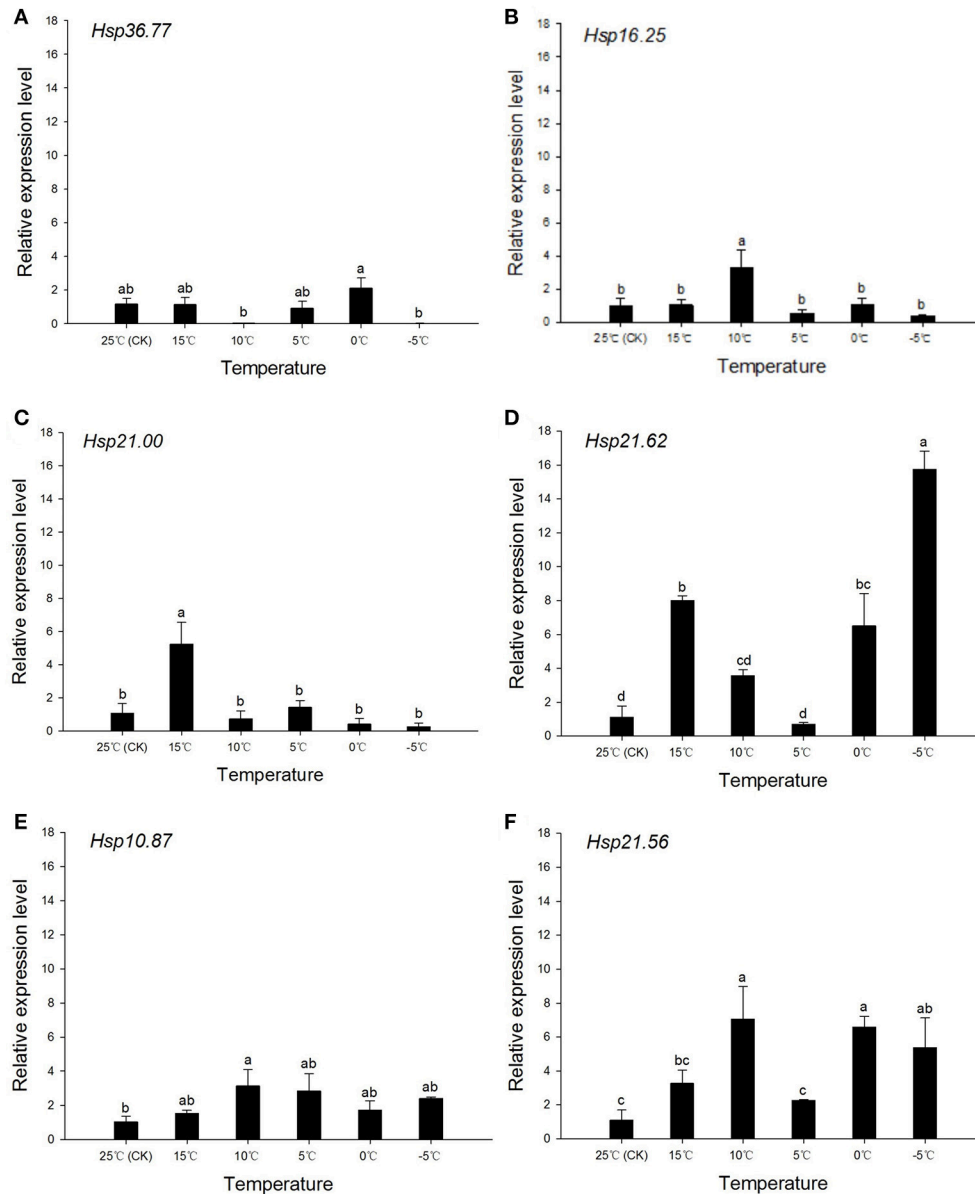 A
Hsp36.77
Relative expression level
18
16
14
12
10
8
6
4
2
0
ab
ab
b
ab
a
b
25℃ (CK)
15℃
10℃
5℃
0℃
-5℃
Temperature
B
Hsp16.25
Relative expression level
18
16
14
12
10
8
6
4
2
0
b
b
a
b
b
b
25℃ (CK)
15℃
10℃
5℃
0℃
-5℃
Temperature
C
Hsp21.00
Relative expression level
18
16
14
12
10
8
6
4
2
0
b
a
b
b
b
b
25℃ (CK)
15℃
10℃
5℃
0℃
-5℃
Temperature
D
Hsp21.62
Relative expression level
18
16
14
12
10
8
6
4
2
0
d
b
cd
d
bc
a
25℃ (CK)
15℃
10℃
5℃
0℃
-5℃
Temperature
E
Hsp10.87
Relative expression level
18
16
14
12
10
8
6
4
2
0
b
ab
a
ab
ab
ab
25℃ (CK)
15℃
10℃
5℃
0℃
-5℃
Temperature
F
Hsp21.56
Relative expression level
18
16
14
12
10
8
6
4
2
0
c
bc
a
c
a
ab
25℃ (CK)
15℃
10℃
5℃
0℃
-5℃
Temperature